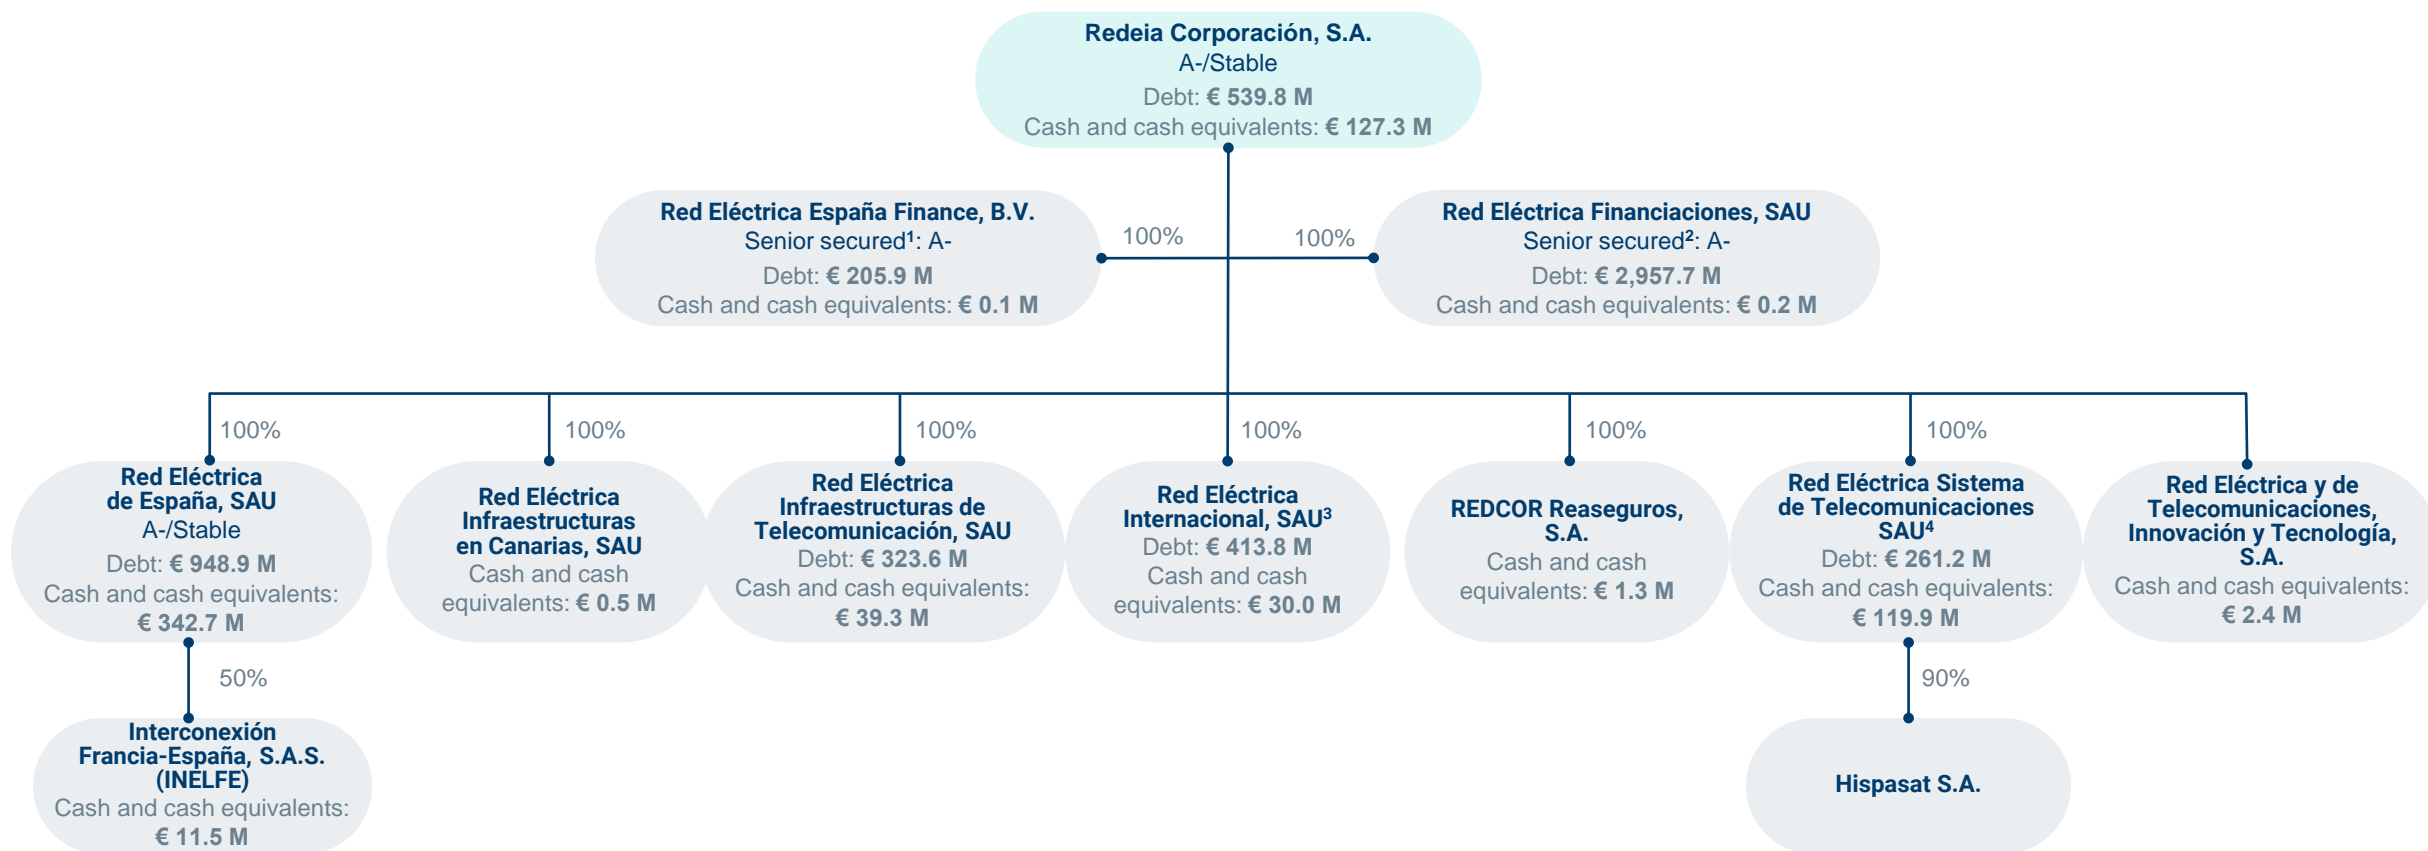 Redeia Corporación, S.A.
A-/Stable
Debt: € 539.8 M
Cash and cash equivalents: € 127.3 M
Red Eléctrica España Finance, B.V.
Senior secured¹: A-
Debt: € 205.9 M
Cash and cash equivalents: € 0.1 M
100%
100%
Red Eléctrica Financiaciones, SAU
Senior secured²: A-
Debt: € 2,957.7 M
Cash and cash equivalents: € 0.2 M
100%
100%
100%
100%
100%
100%
Red Eléctrica
de España, SAU
A-/Stable
Debt: € 948.9 M
Cash and cash equivalents:
€ 342.7 M
Red Eléctrica
Infraestructuras
en Canarias, SAU
Cash and cash
equivalents: € 0.5 M
Red Eléctrica
Infraestructuras de
Telecomunicación, SAU
Debt: € 323.6 M
Cash and cash equivalents:
€ 39.3 M
Red Eléctrica
Internacional, SAU³
Debt: € 413.8 M
Cash and cash
equivalents: € 30.0 M
REDCOR Reaseguros,
S.A.
Cash and cash
equivalents: € 1.3 M
Red Eléctrica Sistema
de Telecomunicaciones
SAU⁴
Debt: € 261.2 M
Cash and cash equivalents:
€ 119.9 M
Red Eléctrica y de
Telecomunicaciones,
Innovación y Tecnología,
S.A.
Cash and cash equivalents:
€ 2.4 M
50%
90%
Interconexión
Francia-España, S.A.S.
(INELFE)
Cash and cash equivalents:
€ 11.5 M
Hispasat S.A.